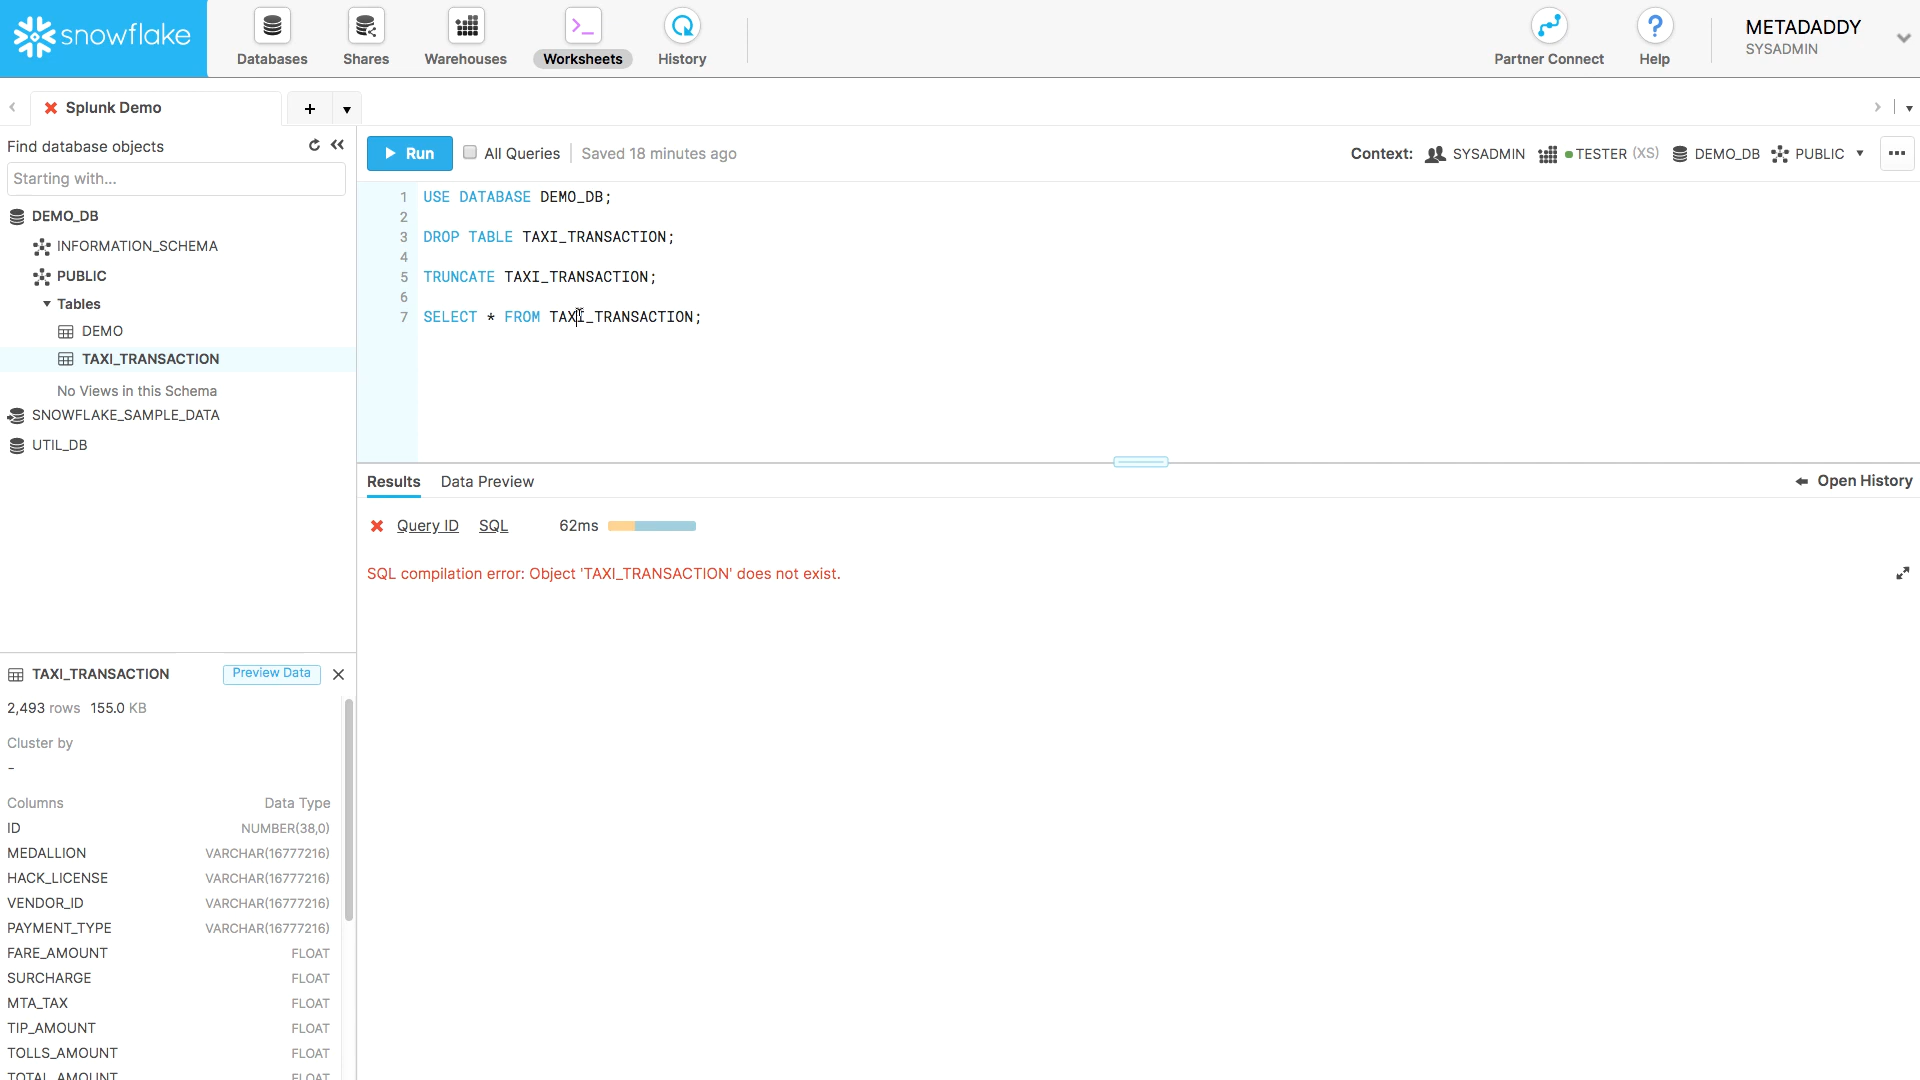 snowflake
Databases
Shares
Warehouses
Worksheets
History
Partner Connect
Help
METADADDY
SYSADMIN
Splunk Demo
Find database objects
Starting with...
DEMO_DB
INFORMATION_SCHEMA
PUBLIC
Tables
DEMO
TAXI_TRANSACTION
No Views in this Schema
SNOWFLAKE_SAMPLE_DATA
UTIL_DB
Run All Queries Saved 18 minutes ago
Context: SYSADMIN TESTER (XS) DEMO_DB PUBLIC
1 USE DATABASE DEMO_DB;
2
3 DROP TABLE TAXI_TRANSACTION;
4
5 TRUNCATE TAXI_TRANSACTION;
6
7 SELECT * FROM TAXI_TRANSACTION;
Results Data Preview
Open History
Query ID SQL 62ms
SQL compilation error: Object 'TAXI_TRANSACTION' does not exist.
TAXI_TRANSACTION Preview Data
2,493 rows 155.0 KB
Cluster by
-
Columns Data Type
ID NUMBER(38,0)
MEDALLION VARCHAR(16777216)
HACK_LICENSE VARCHAR(16777216)
VENDOR_ID VARCHAR(16777216)
PAYMENT_TYPE VARCHAR(16777216)
FARE_AMOUNT FLOAT
SURCHARGE FLOAT
MTA_TAX FLOAT
TIP_AMOUNT FLOAT
TOLLS_AMOUNT FLOAT
TOTAL_AMOUNT FLOAT